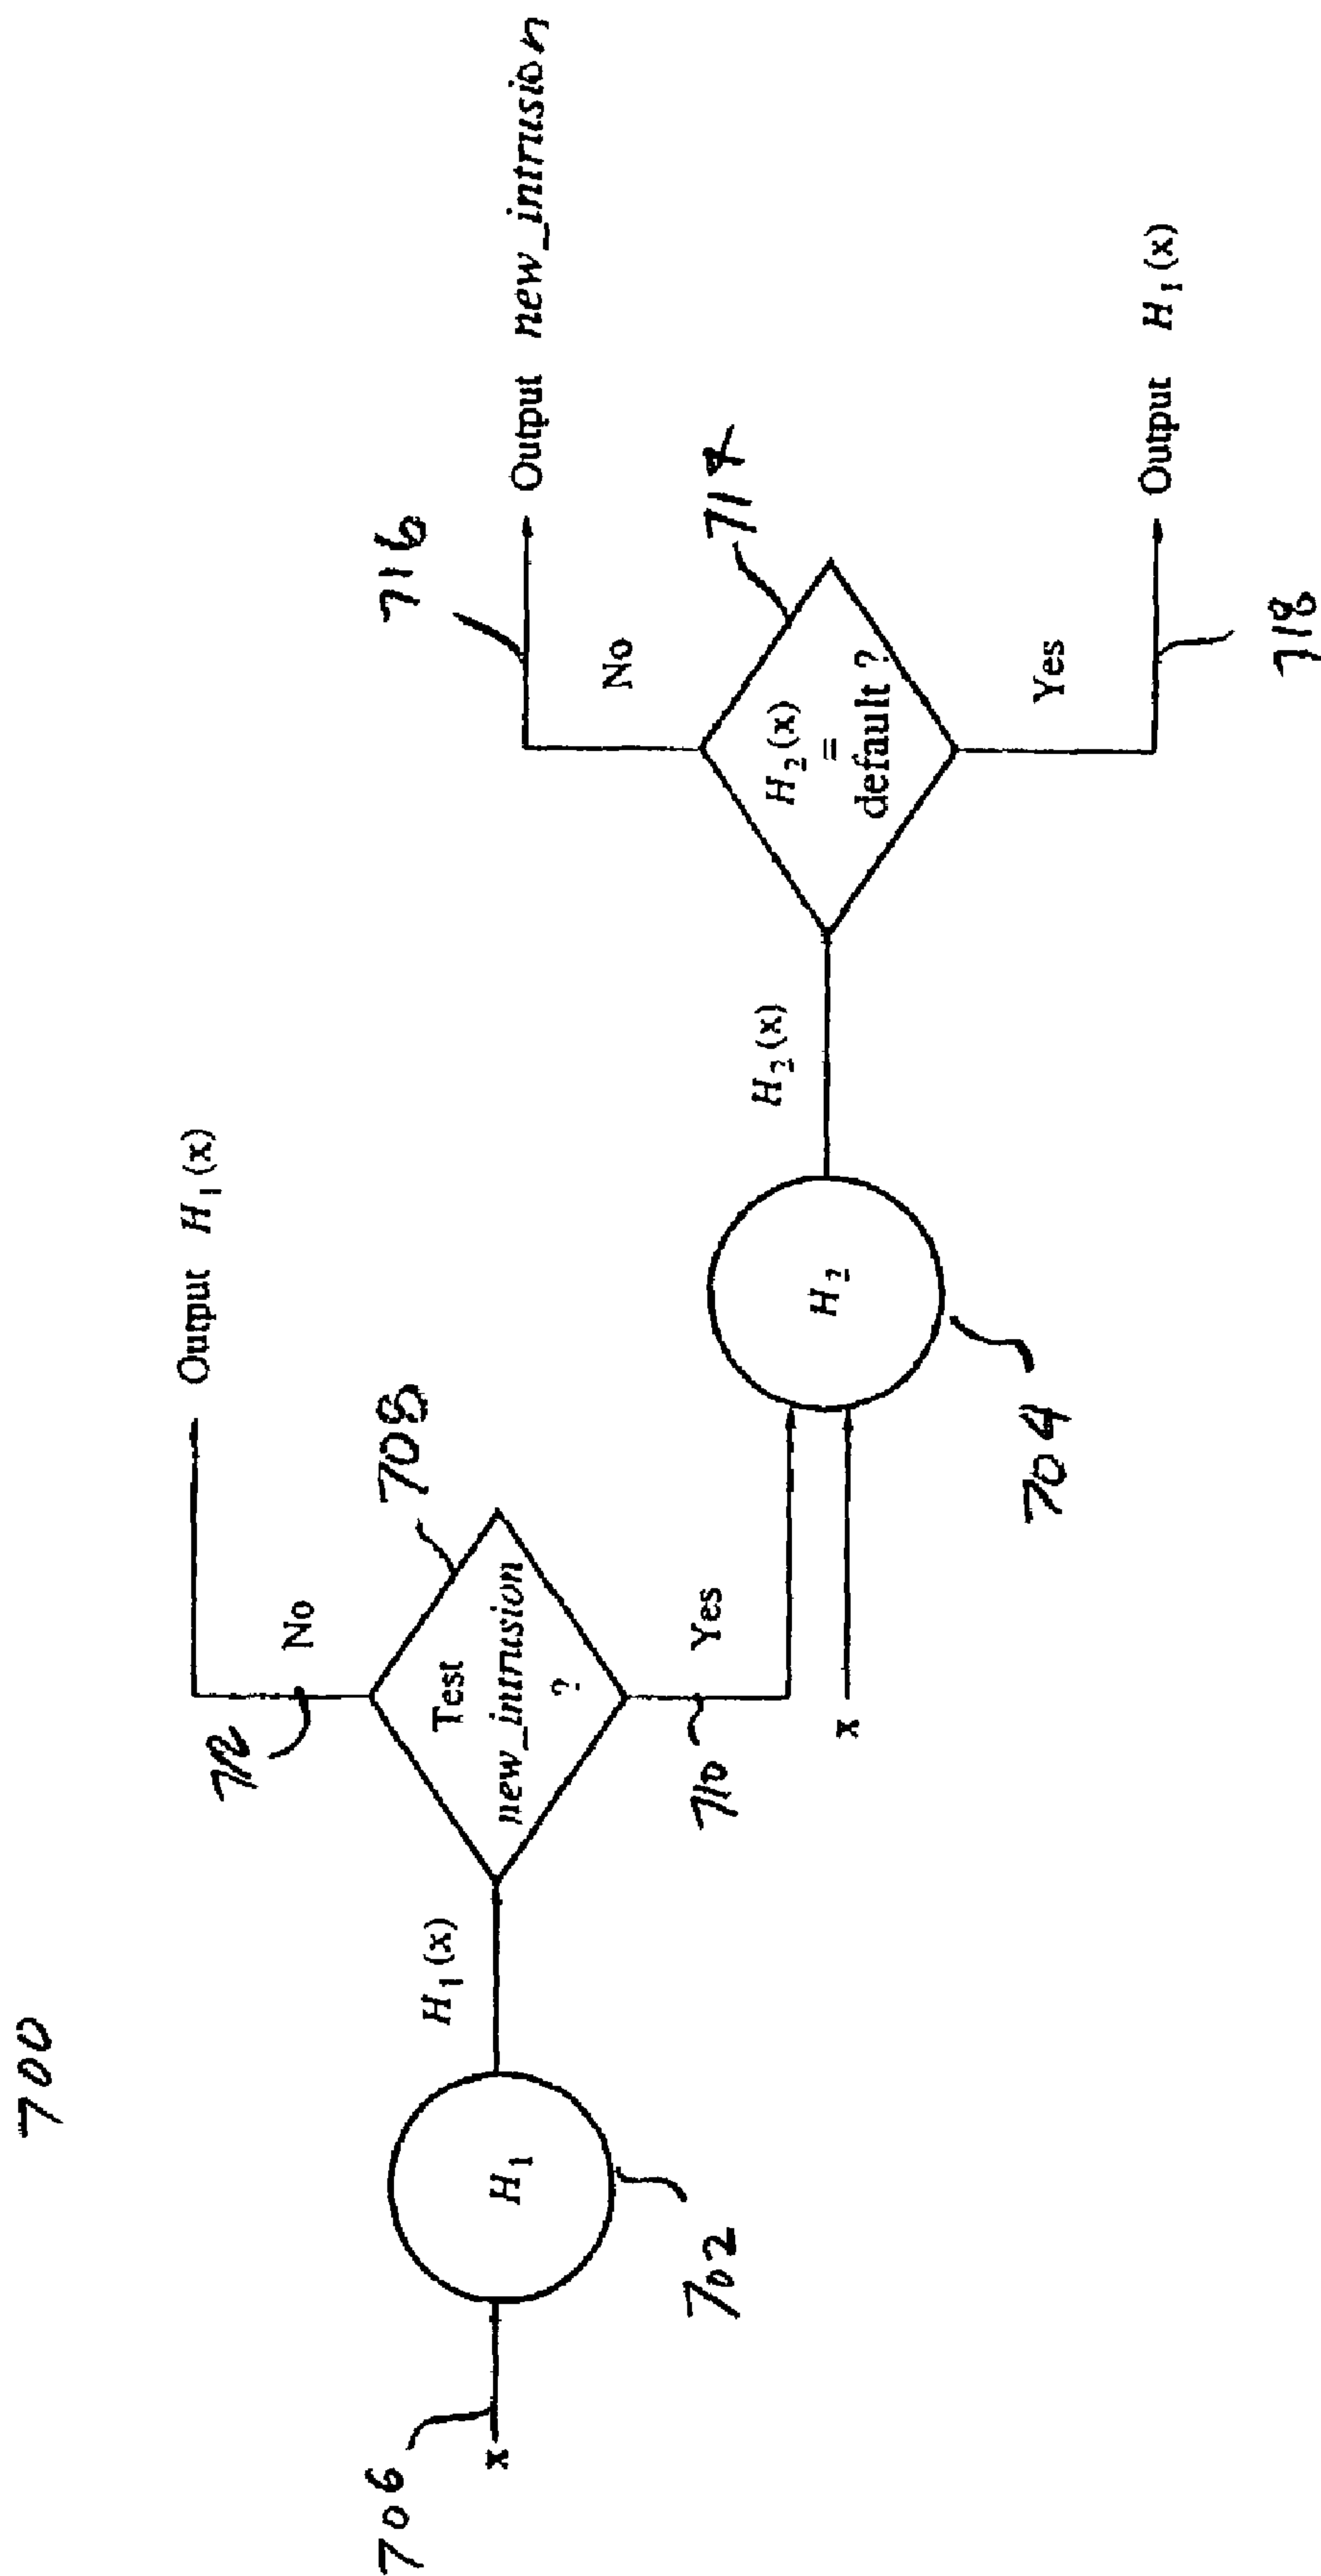 700
706
x
702
H₁
H₁(x)
708
Test
new_intrusion
?
712
No
Output H₁(x)
710
Yes
x
704
H₂
H₂(x)
714
H₂(x)
=
default ?
716
No
Output new_intrusion
Yes
718
Output H₁(x)